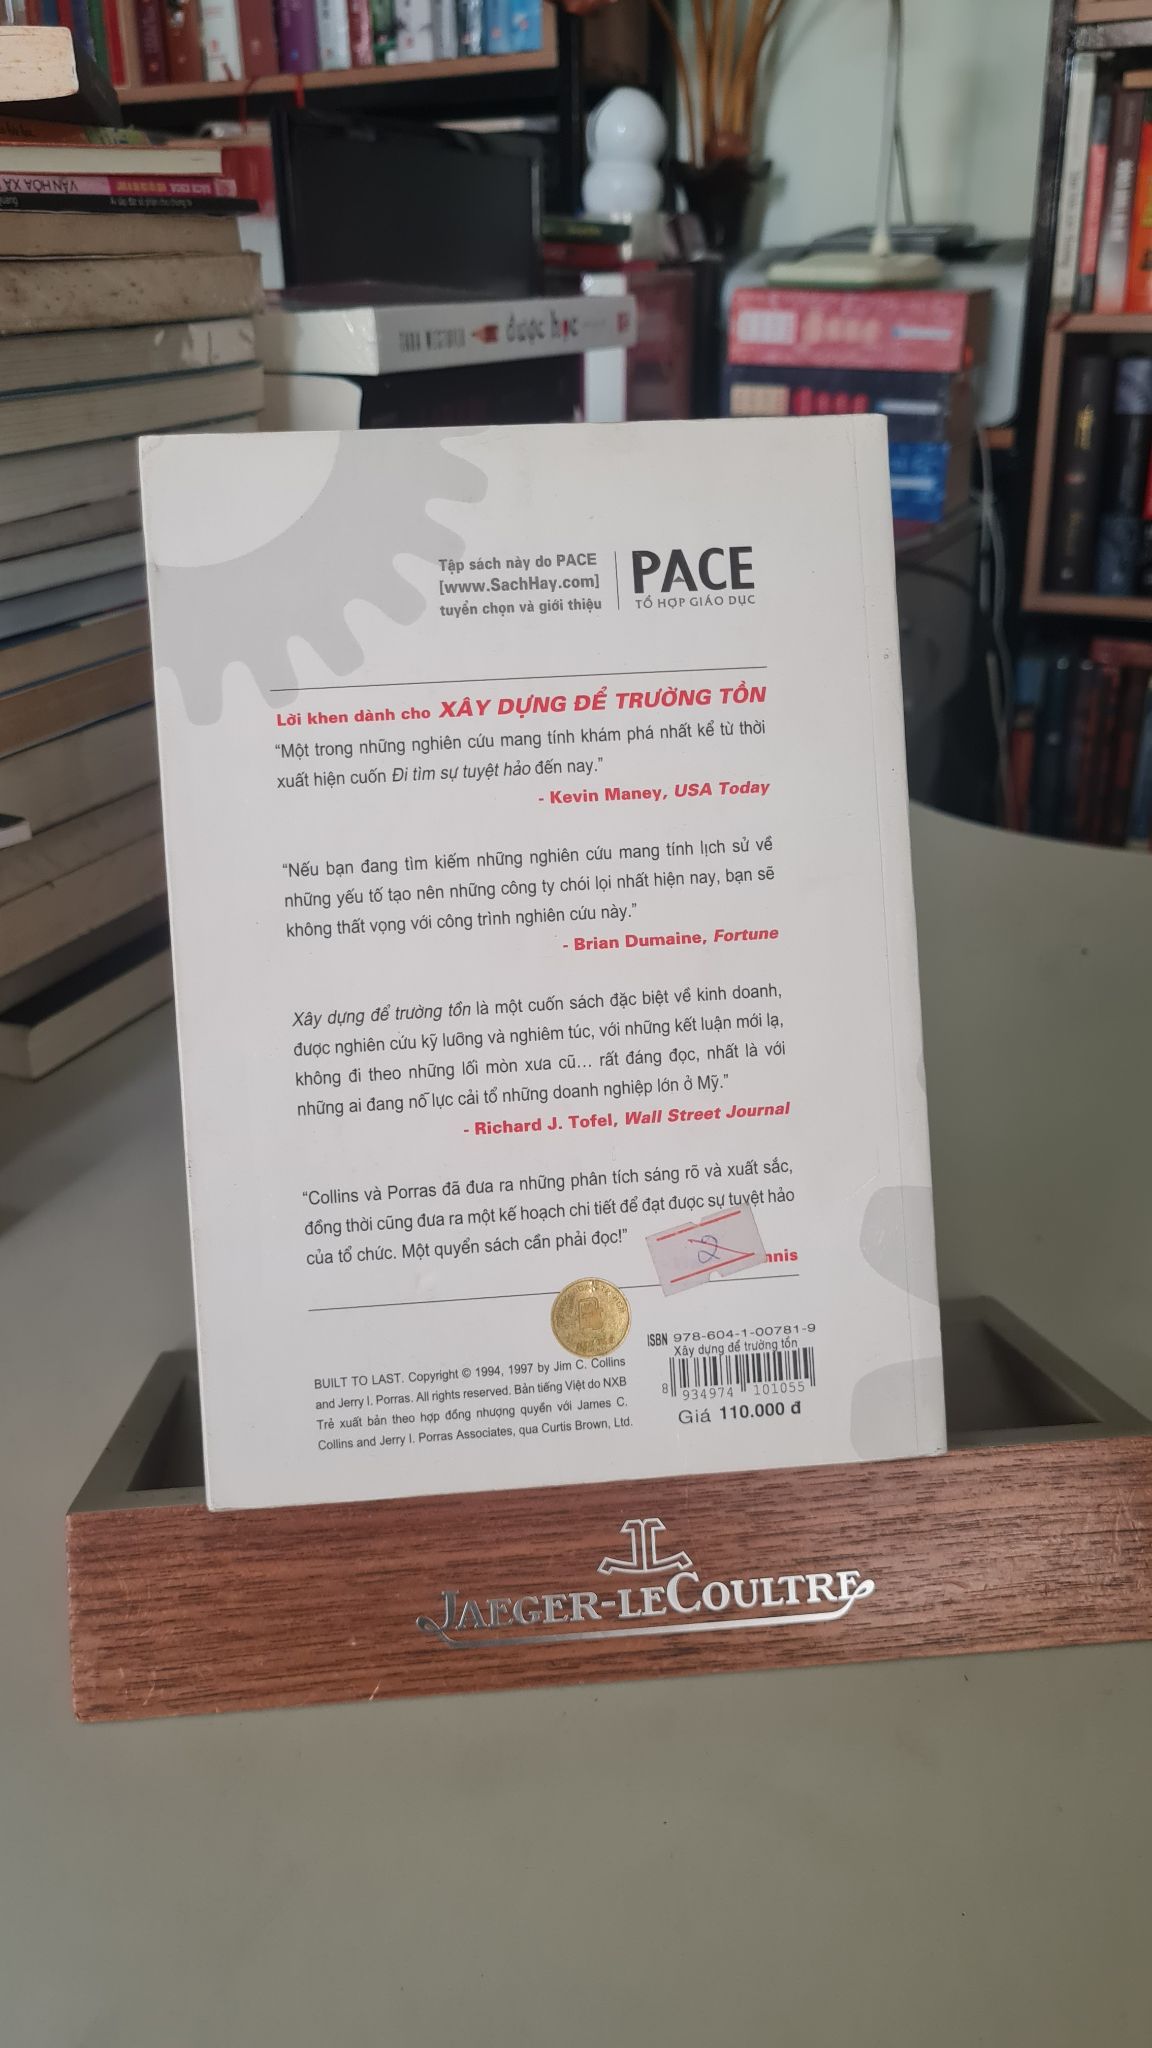 được học
Tập sách này do PACE
[www.SachHay.com]
tuyển chọn và giới thiệu
PACE
TỔ HỢP GIÁO DỤC
Lời khen dành cho XÂY DỰNG ĐỂ TRƯỜNG TỒN
“Một trong những nghiên cứu mang tính khám phá nhất kể từ thời
xuất hiện cuốn Đi tìm sự tuyệt hảo đến nay.”
- Kevin Maney, USA Today
“Nếu bạn đang tìm kiếm những nghiên cứu mang tính lịch sử về
những yếu tố tạo nên những công ty chói lọi nhất hiện nay, bạn sẽ
không thất vọng với công trình nghiên cứu này.”
- Brian Dumaine, Fortune
Xây dựng để trường tồn là một cuốn sách đặc biệt về kinh doanh,
được nghiên cứu kỹ lưỡng và nghiêm túc, với những kết luận mới lạ,
không đi theo những lối mòn xưa cũ... rất đáng đọc, nhất là với
những ai đang nỗ lực cải tổ những doanh nghiệp lớn ở Mỹ.”
- Richard J. Tofel, Wall Street Journal
“Collins và Porras đã đưa ra những phân tích sáng rõ và xuất sắc,
đồng thời cũng đưa ra một kế hoạch chi tiết để đạt được sự tuyệt hảo
của tổ chức. Một quyển sách cần phải đọc!”
2
nnis
BUILT TO LAST. Copyright © 1994, 1997 by Jim C. Collins
and Jerry I. Porras. All rights reserved. Bản tiếng Việt do NXB
Trẻ xuất bản theo hợp đồng nhượng quyền với James C.
Collins and Jerry I. Porras Associates, qua Curtis Brown, Ltd.
ISBN 978-604-1-00781-9
Xây dựng để trường tồn
8 934974 101055
Giá 110.000 đ
JAEGER-LECOULTRE